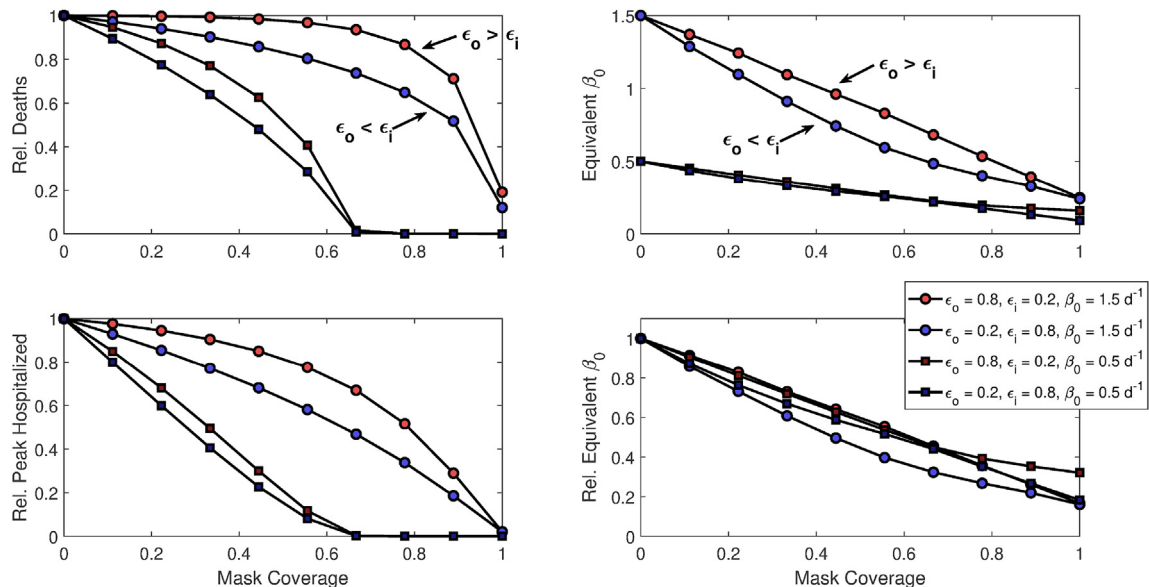 1
0.8
0.6
0.4
0.2
0
Rel. Deaths
ϵo > ϵi
ϵo < ϵi
0 0.2 0.4 0.6 0.8 1
1.5
1
0.5
0
Equivalent β0
ϵo > ϵi
ϵo < ϵi
0 0.2 0.4 0.6 0.8 1
1
0.8
0.6
0.4
0.2
0
Rel. Peak Hospitalized
0 0.2 0.4 0.6 0.8 1
Mask Coverage
1
0.8
0.6
0.4
0.2
0
Rel. Equivalent β0
0 0.2 0.4 0.6 0.8 1
Mask Coverage
ϵo = 0.8, ϵi = 0.2, β0 = 1.5 d-1
ϵo = 0.2, ϵi = 0.8, β0 = 1.5 d-1
ϵo = 0.8, ϵi = 0.2, β0 = 0.5 d-1
ϵo = 0.2, ϵi = 0.8, β0 = 0.5 d-1